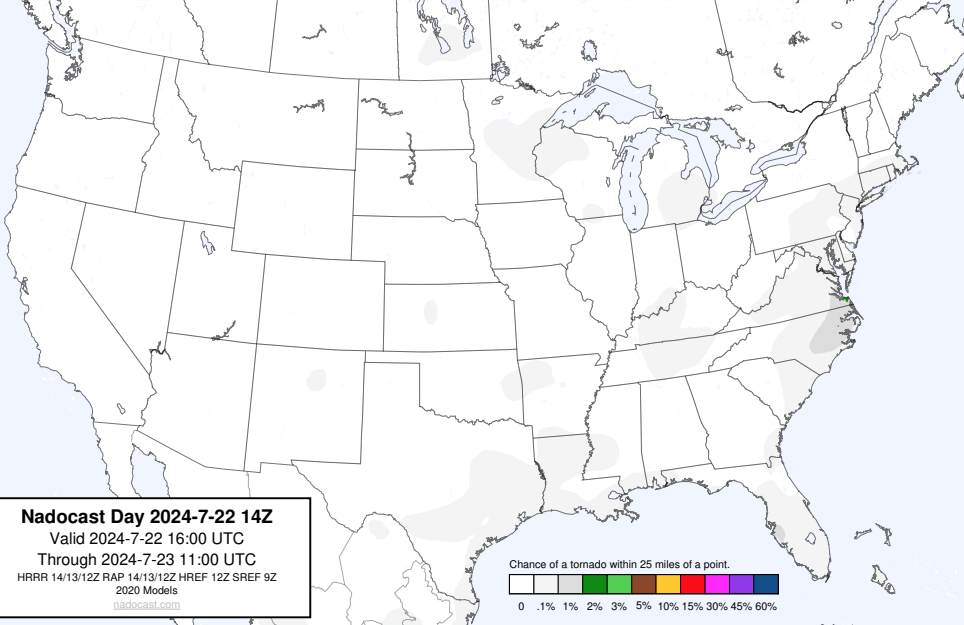 Nadocast Day 2024-7-22 14Z
Valid 2024-7-22 16:00 UTC
Through 2024-7-23 11:00 UTC
HRRR 14/13/12Z RAP 14/13/12Z HREF 12Z SREF 9Z
2020 Models
nadocast.com
Chance of a tornado within 25 miles of a point.
0 .1% 1% 2% 3% 5% 10% 15% 30% 45% 60%